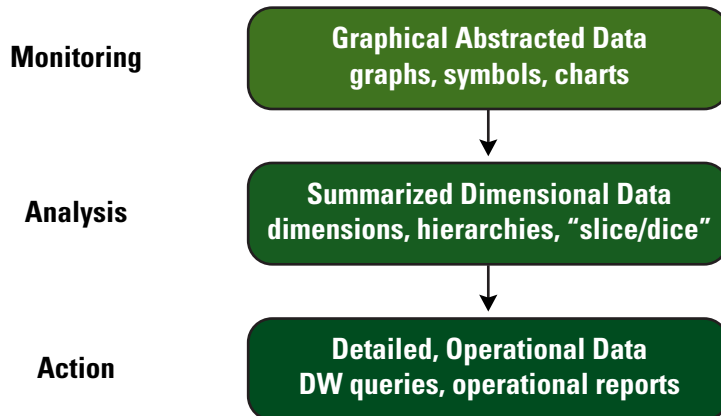 Monitoring
Graphical Abstracted Data
graphs, symbols, charts
Analysis
Summarized Dimensional Data
dimensions, hierarchies, “slice/dice”
Action
Detailed, Operational Data
DW queries, operational reports